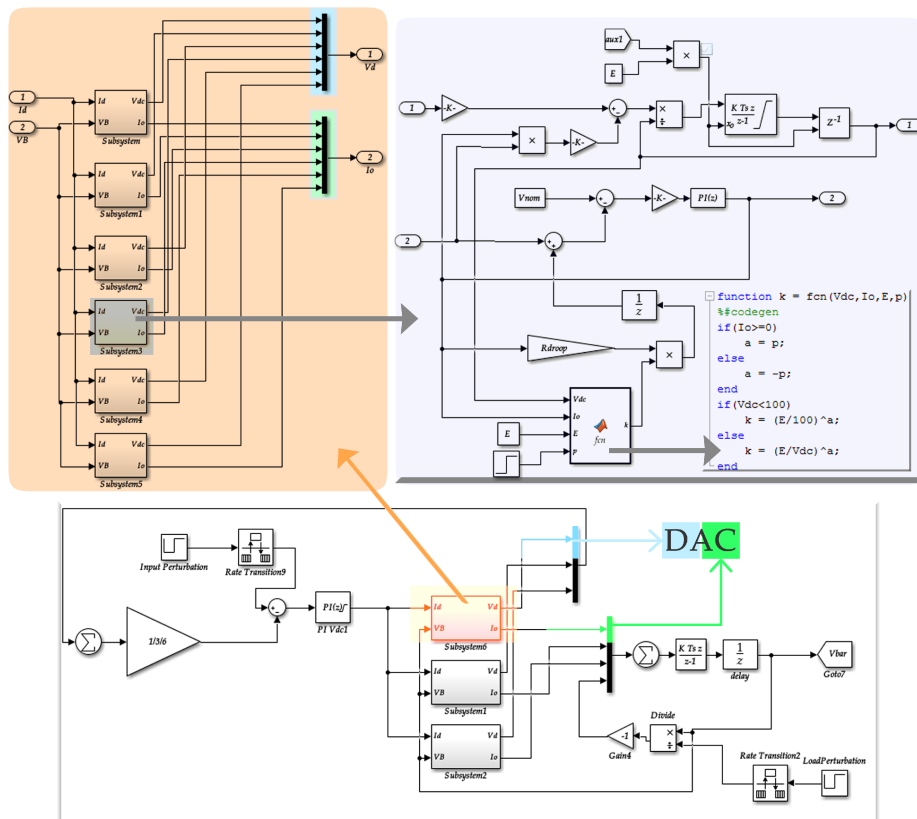 1
Id
2
VB
Id
Vdc
VB
Io
Subsystem
Id
Vdc
VB
Io
Subsystem1
Id
Vdc
VB
Io
Subsystem2
Id
Vdc
VB
Io
Subsystem3
Id
Vdc
VB
Io
Subsystem4
Id
Vdc
VB
Io
Subsystem5
1
Vd
2
Io
aux1
E
×
1
-K-
+-
×
÷
K Ts z
z-1
x0
Z-1
1
×
-K-
Vnom
+-
-K-
PI(z)
2
2
++
1
z
Rdroop
×
Vdc
Io
E
p
fcn
k
E
function k = fcn(Vdc,Io,E,p)
%#codegen
if(Io>=0)
a = p;
else
a = -p;
end
if(Vdc<100)
k = (E/100)^a;
else
k = (E/Vdc)^a;
end
DAC
Input Perturbation
Rate Transition9
Σ
1/3/6
+-
PI(z)
PI Vdc1
Id
Vd
VB
Io
Subsystem6
Id
Vd
VB
Io
Subsystem1
Id
Vd
VB
Io
Subsystem2
Σ
K Ts z
z-1
1
z
delay
Vbar
Goto7
-1
Gain4
Divide
×
÷
Rate Transition2
LoadPerturbation